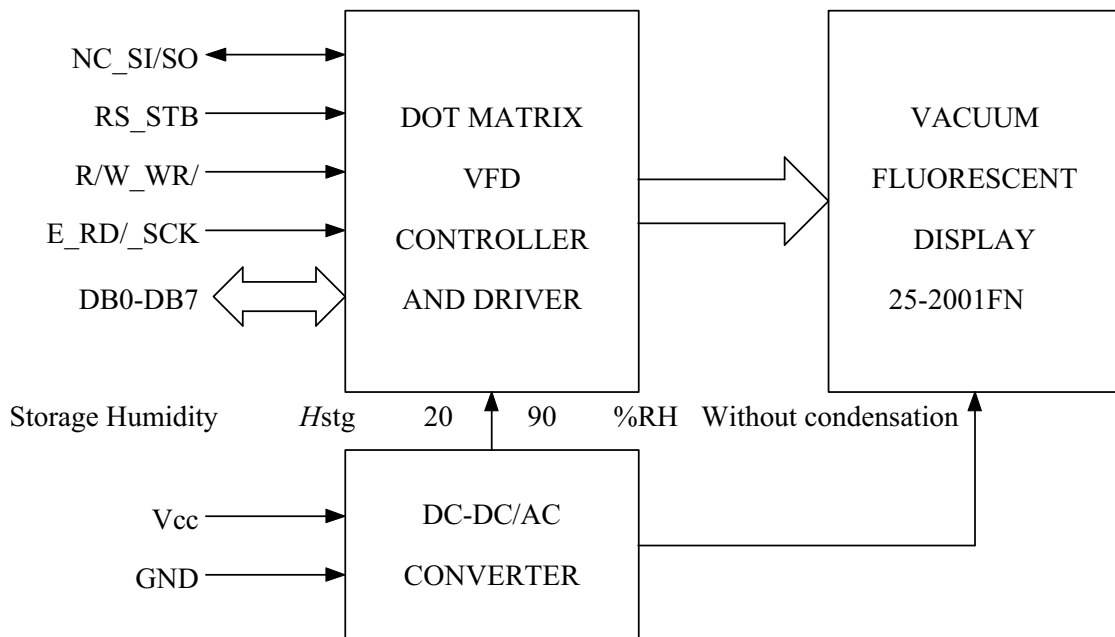 NC_SI/SO
RS_STB
R/W_WR/
E_RD/_SCK
DB0-DB7
DOT MATRIX
VFD
CONTROLLER
AND DRIVER
VACUUM
FLUORESCENT
DISPLAY
25-2001FN
Storage Humidity Hstg 20 90 %RH Without condensation
Vcc
GND
DC-DC/AC
CONVERTER